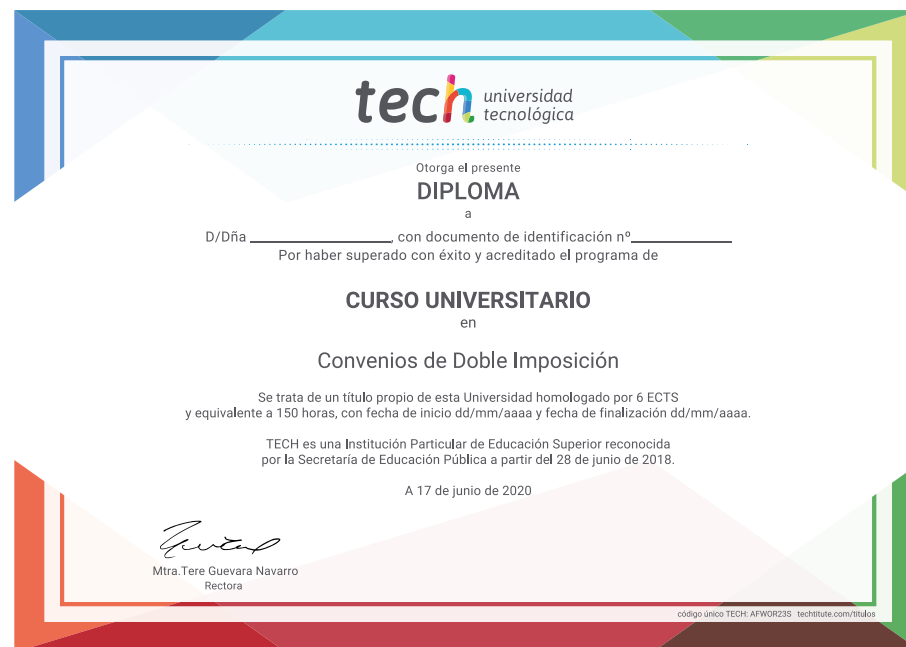 tech universidad
tecnológica
Otorga el presente
DIPLOMA
a
D/Dña ________________, con documento de identificación nº____________
Por haber superado con éxito y acreditado el programa de
CURSO UNIVERSITARIO
en
Convenios de Doble Imposición
Se trata de un título propio de esta Universidad homologado por 6 ECTS
y equivalente a 150 horas, con fecha de inicio dd/mm/aaaa y fecha de finalización dd/mm/aaaa.
TECH es una Institución Particular de Educación Superior reconocida
por la Secretaría de Educación Pública a partir del 28 de junio de 2018.
A 17 de junio de 2020
Mtra.Tere Guevara Navarro
Rectora
código único TECH: AFWOR23S techtitute.com/titulos